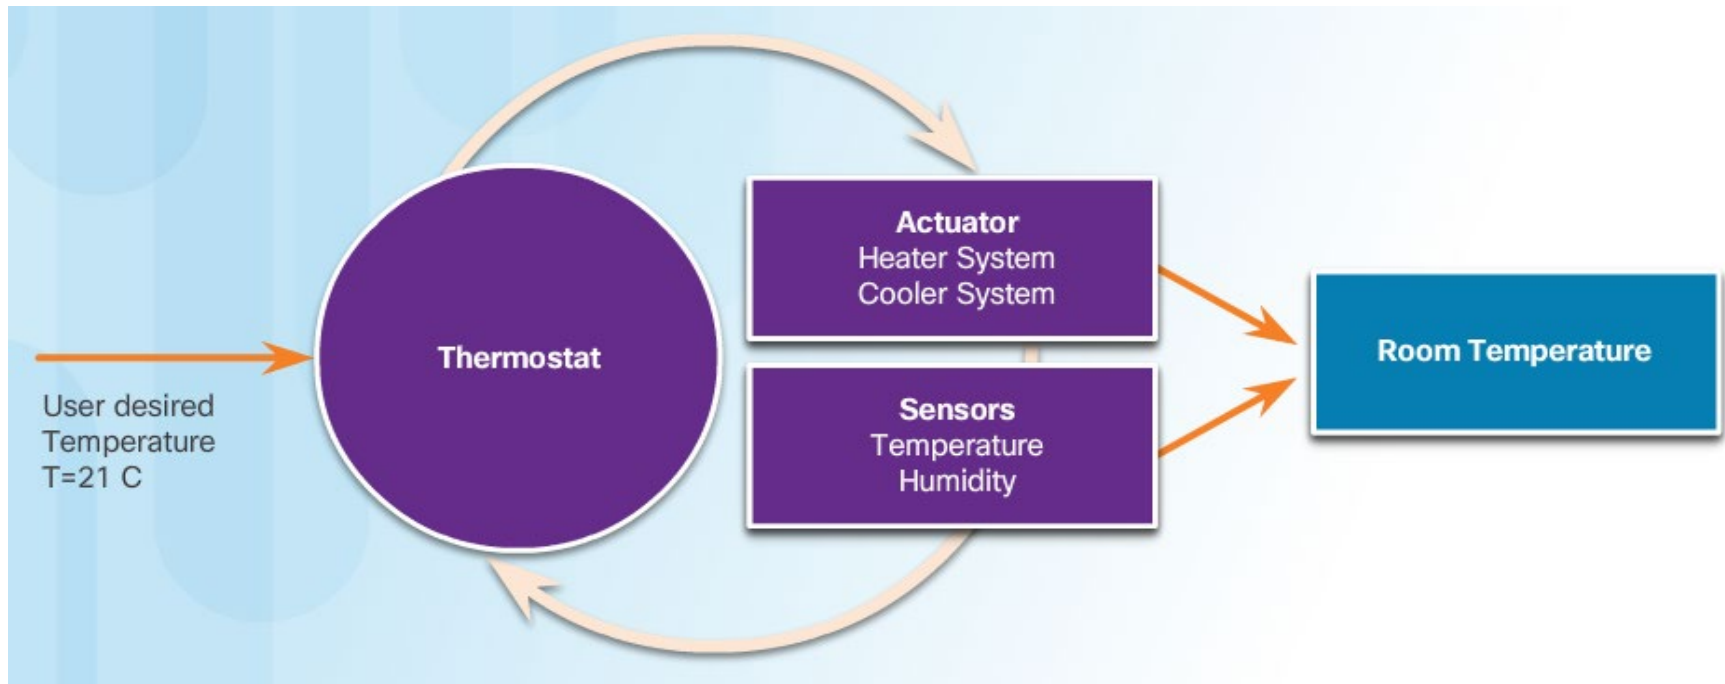 User desired
Temperature
T=21 C
Thermostat
Actuator
Heater System
Cooler System
Sensors
Temperature
Humidity
Room Temperature